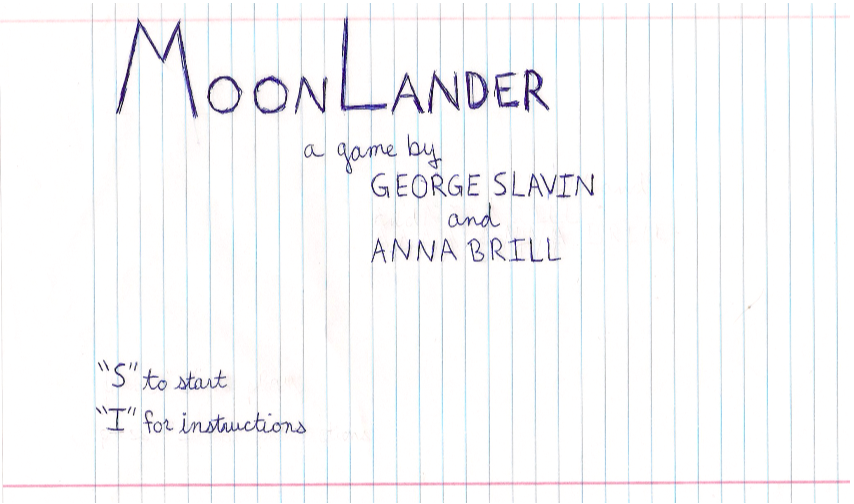 MOONLANDER
a game by
GEORGE SLAVIN
and
ANNA BRILL
"S" to start
"I" for instructions